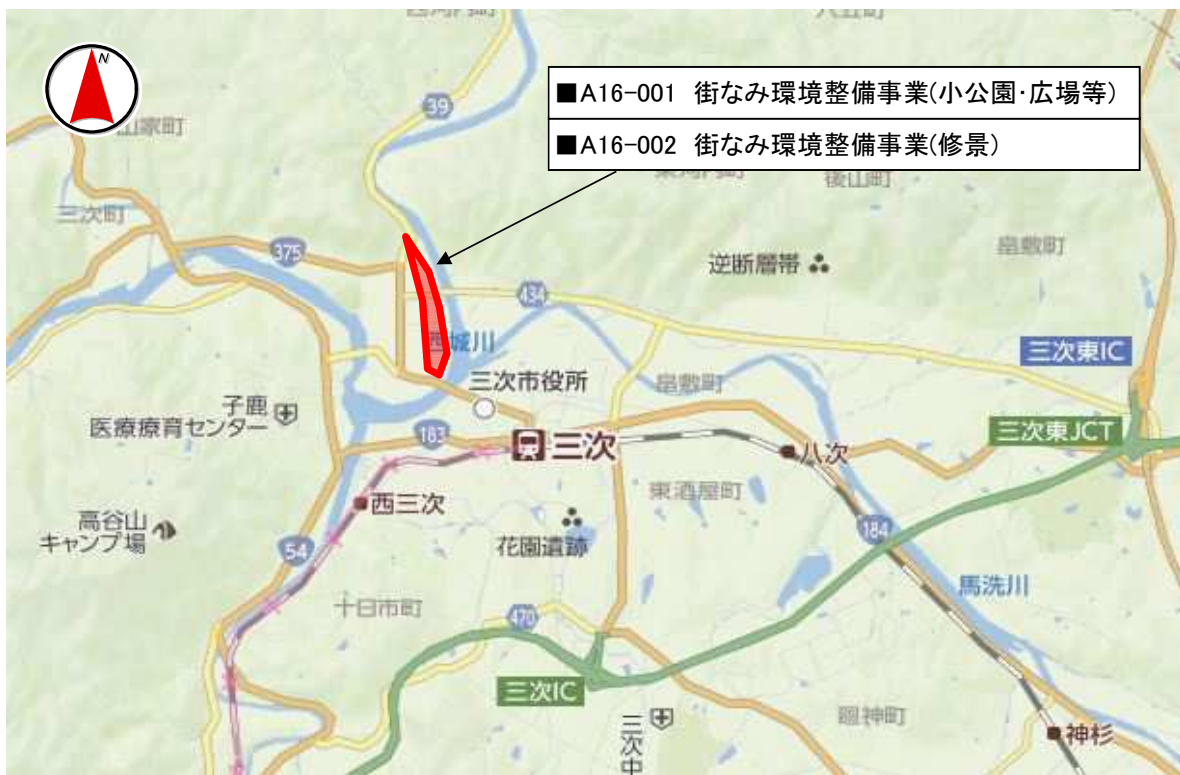 N
■A16-001 街なみ環境整備事業(小公園・広場等)
■A16-002 街なみ環境整備事業(修景)
39
三次町
375
後山町
畠敷町
逆断層帯
434
城川
三次東IC
三次市役所
畠敷町
子鹿
医療療育センター
183
三次
三次東JCT
八次
東酒屋町
西三次
高谷山
キャンプ場
花園遺跡
184
54
馬洗川
十日市町
470
三次IC
三次中
廻神町
神杉